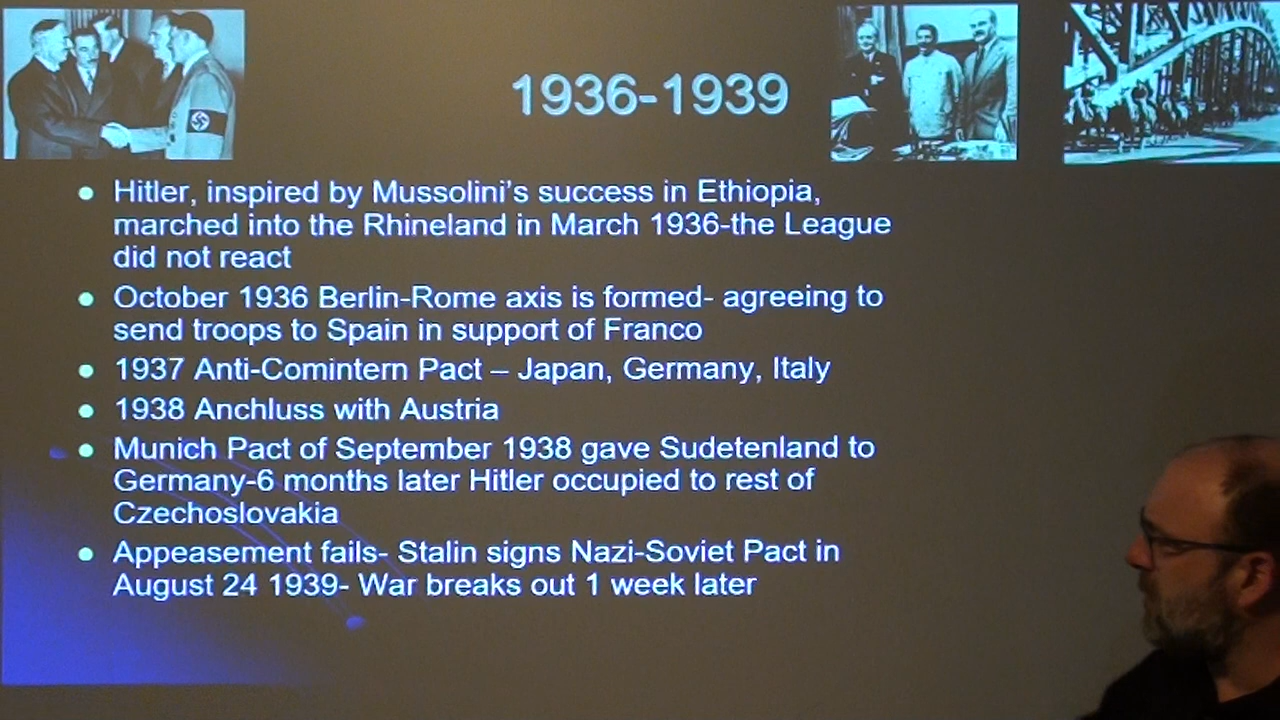 1936-1939
• Hitler, inspired by Mussolini's success in Ethiopia,
marched into the Rhineland in March 1936-the League
did not react
• October 1936 Berlin-Rome axis is formed- agreeing to
send troops to Spain in support of Franco
• 1937 Anti-Comintern Pact – Japan, Germany, Italy
• 1938 Anchluss with Austria
• Munich Pact of September 1938 gave Sudetenland to
Germany-6 months later Hitler occupied to rest of
Czechoslovakia
• Appeasement fails- Stalin signs Nazi-Soviet Pact in
August 24 1939- War breaks out 1 week later